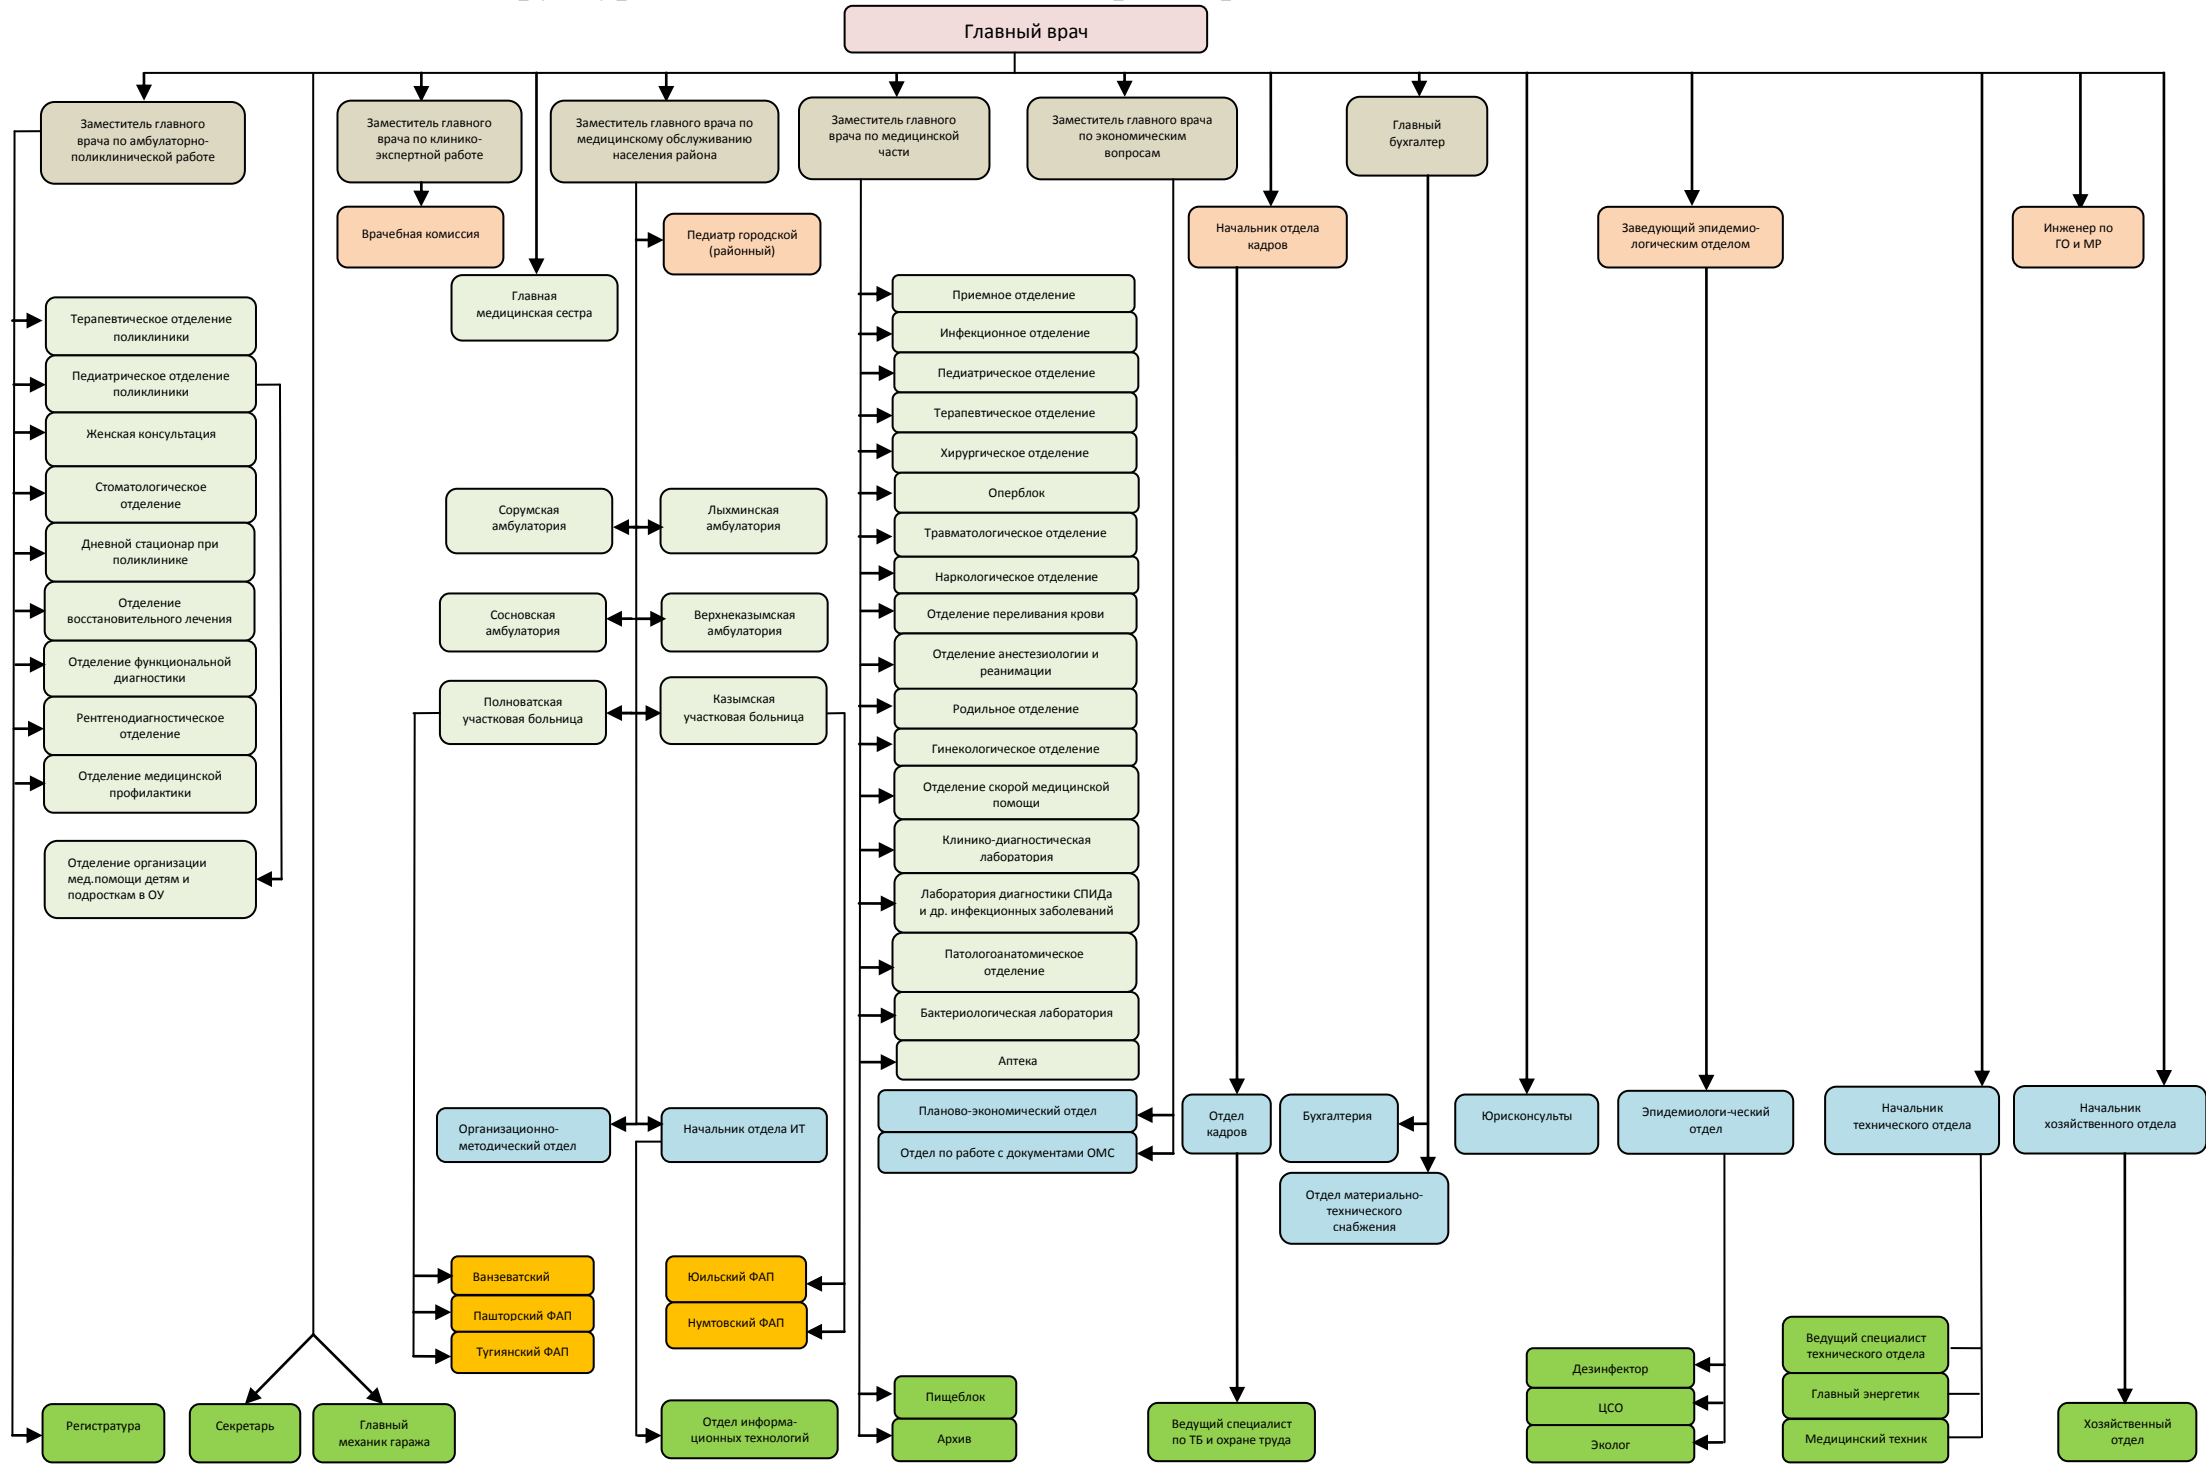 Главный врач
Заместитель главного
врача по амбулаторно-
поликлинической работе
Заместитель главного
врача по клинико-
экспертной работе
Заместитель главного врача по
медицинскому обслуживанию
населения района
Заместитель главного
врача по медицинской
части
Заместитель главного врача
по экономическим
вопросам
Главный
бухгалтер
Врачебная комиссия
Педиатр городской
(районный)
Начальник отдела
кадров
Заведующий эпидемио-
логическим отделом
Инженер по
ГО и МР
Главная
медицинская сестра
Терапевтическое отделение
поликлиники
Педиатрическое отделение
поликлиники
Женская консультация
Стоматологическое
отделение
Дневной стационар при
поликлинике
Отделение
восстановительного лечения
Отделение функциональной
диагностики
Рентгенодиагностическое
отделение
Отделение медицинской
профилактики
Отделение организации
мед.помощи детям и
подросткам в ОУ
Сорумская
амбулатория
Лыхминская
амбулатория
Сосновская
амбулатория
Верхнеказымская
амбулатория
Полноватская
участковая больница
Казымская
участковая больница
Приемное отделение
Инфекционное отделение
Педиатрическое отделение
Терапевтическое отделение
Хирургическое отделение
Оперблок
Травматологическое отделение
Наркологическое отделение
Отделение переливания крови
Отделение анестезиологии и
реанимации
Родильное отделение
Гинекологическое отделение
Отделение скорой медицинской
помощи
Клинико-диагностическая
лаборатория
Лаборатория диагностики СПИДа
и др. инфекционных заболеваний
Патологоанатомическое
отделение
Бактериологическая лаборатория
Аптека
Организационно-
методический отдел
Начальник отдела ИТ
Планово-экономический отдел
Отдел по работе с документами ОМС
Отдел
кадров
Бухгалтерия
Отдел материально-
технического
снабжения
Юрисконсульты
Эпидемиологи-ческий
отдел
Начальник
технического отдела
Начальник
хозяйственного отдела
Ванзеватский
Пашторский ФАП
Тугиянский ФАП
Юильский ФАП
Нумтовский ФАП
Регистратура
Секретарь
Главный
механик гаража
Отдел информа-
ционных технологий
Пищеблок
Архив
Ведущий специалист
по ТБ и охране труда
Дезинфектор
ЦСО
Эколог
Ведущий специалист
технического отдела
Главный энергетик
Медицинский техник
Хозяйственный
отдел